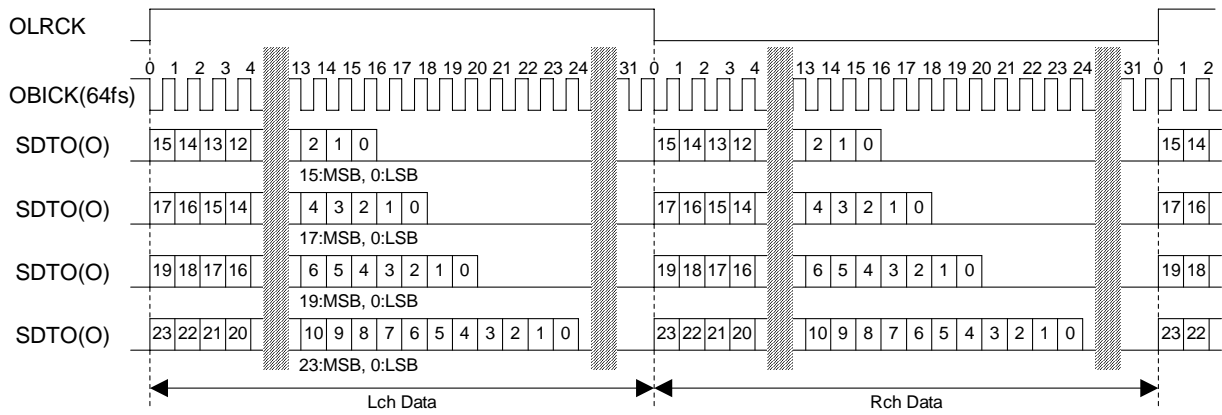 OLRCK
0 1 2 3 4 13 14 15 16 17 18 19 20 21 22 23 24 31 0 1 2 3 4 13 14 15 16 17 18 19 20 21 22 23 24 31 0 1 2
OBICK(64fs)
SDTO(O) 15 14 13 12 2 1 0 15 14 13 12 2 1 0 15 14
15:MSB, 0:LSB
SDTO(O) 17 16 15 14 4 3 2 1 0 17 16 15 14 4 3 2 1 0 17 16
17:MSB, 0:LSB
SDTO(O) 19 18 17 16 6 5 4 3 2 1 0 19 18 17 16 6 5 4 3 2 1 0 19 18
19:MSB, 0:LSB
SDTO(O) 23 22 21 20 10 9 8 7 6 5 4 3 2 1 0 23 22 21 20 10 9 8 7 6 5 4 3 2 1 0 23 22
23:MSB, 0:LSB
Lch Data Rch Data